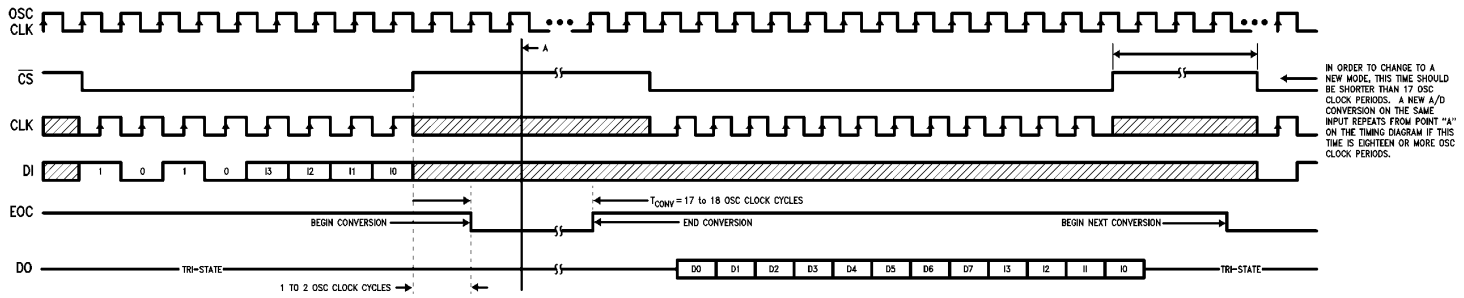 OSC
CLK
•••
•••
A
CS
IN ORDER TO CHANGE TO A
NEW MODE, THIS TIME SHOULD
BE SHORTER THAN 17 OSC
CLOCK PERIODS. A NEW A/D
CONVERSION ON THE SAME
INPUT REPEATS FROM POINT "A"
ON THE TIMING DIAGRAM IF THIS
TIME IS EIGHTEEN OR MORE OSC
CLOCK PERIODS.
CLK
DI 1 0 1 0 I3 I2 I1 I0
TCONV = 17 to 18 OSC CLOCK CYCLES
EOC
BEGIN CONVERSION
END CONVERSION
BEGIN NEXT CONVERSION
DO TRI-STATE D0 D1 D2 D3 D4 D5 D6 D7 I3 I2 I1 I0 TRI-STATE
1 TO 2 OSC CLOCK CYCLES